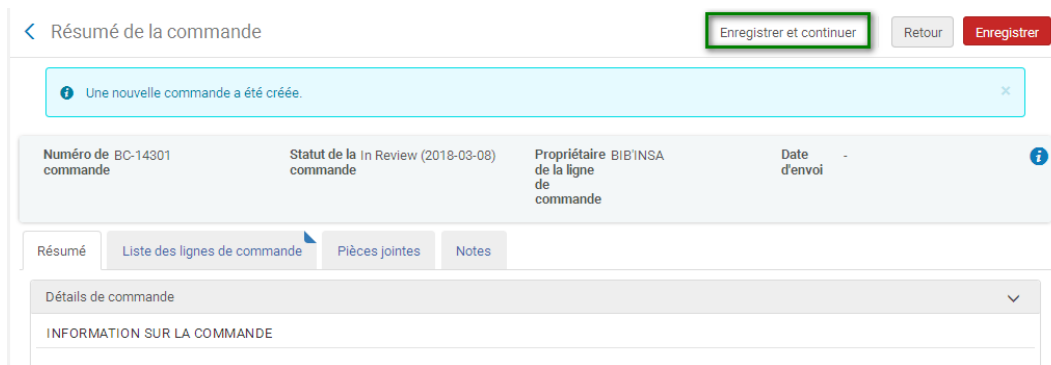 Résumé de la commande
Enregistrer et continuer
Retour
Enregistrer
Une nouvelle commande a été créée.
Numéro de commande BC-14301
Statut de la commande In Review (2018-03-08)
Propriétaire de la ligne de commande BIB'INSA
Date d'envoi -
Résumé
Liste des lignes de commande
Pièces jointes
Notes
Détails de commande
INFORMATION SUR LA COMMANDE